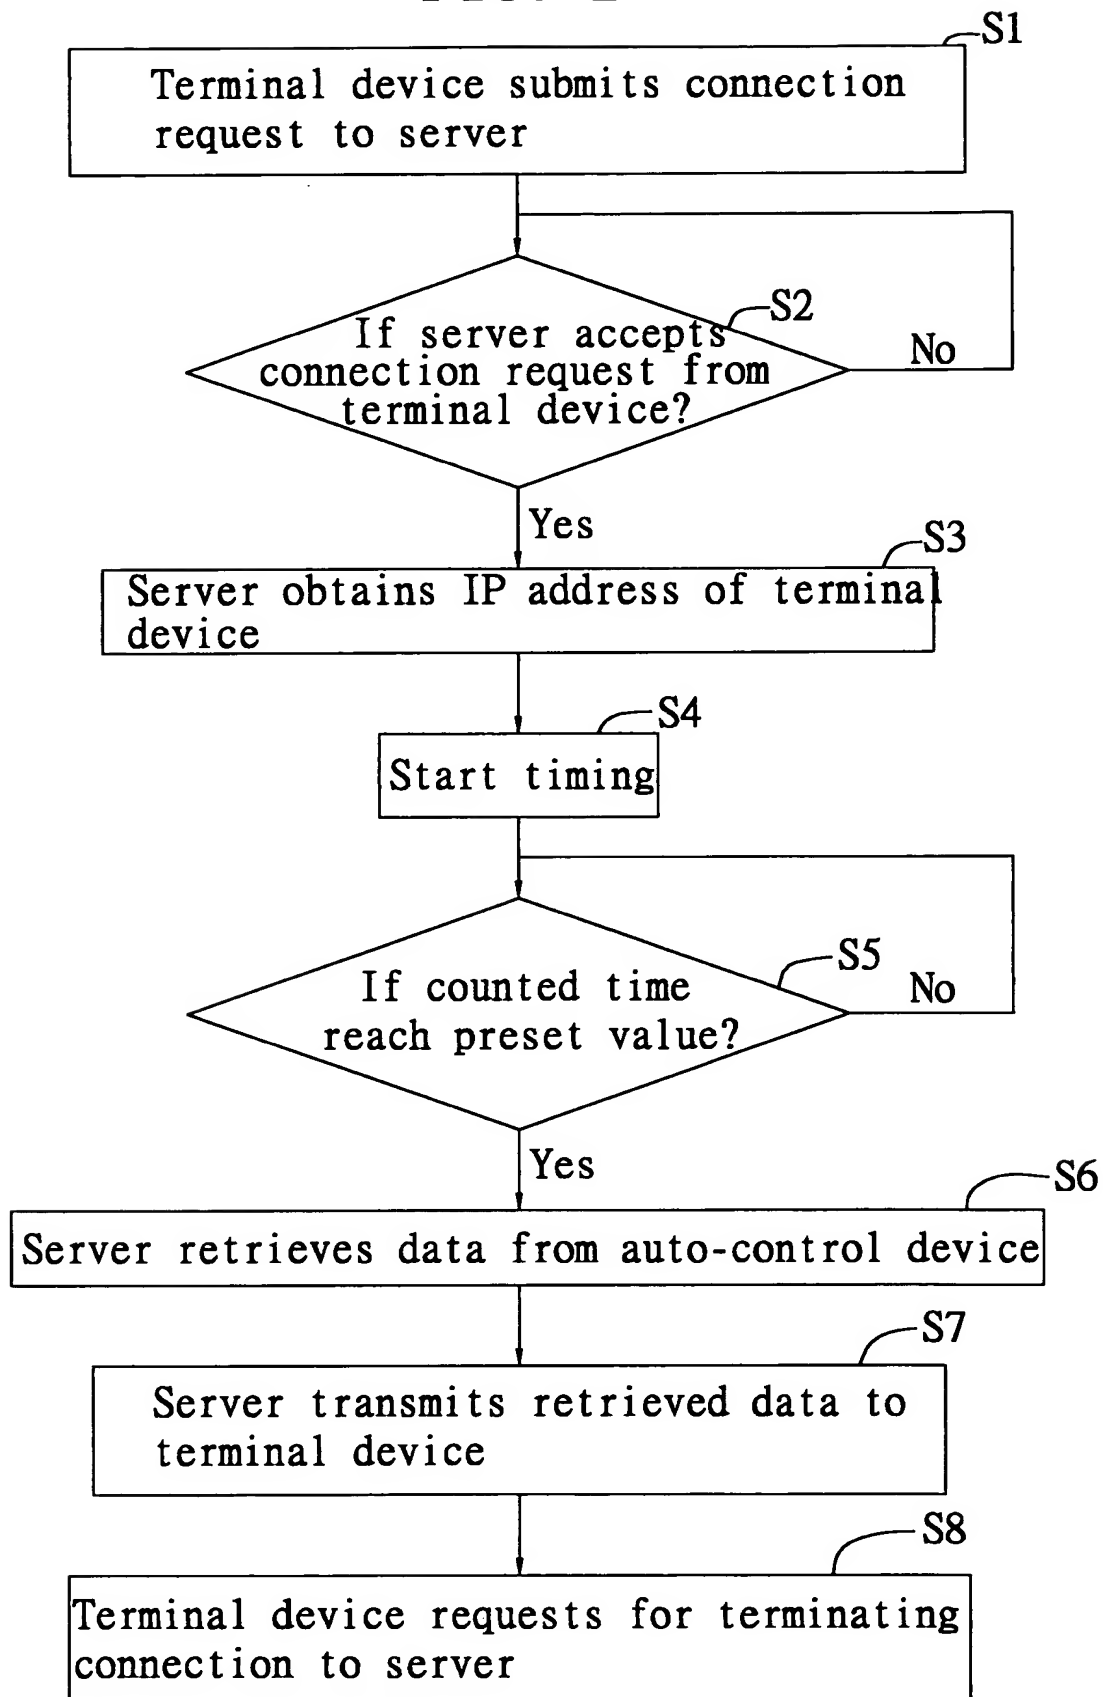 S1
Terminal device submits connection
request to server
S2
If server accepts
connection request from
terminal device?
No
Yes
S3
Server obtains IP address of terminal
device
S4
Start timing
S5
If counted time
reach preset value?
No
Yes
S6
Server retrieves data from auto-control device
S7
Server transmits retrieved data to
terminal device
S8
Terminal device requests for terminating
connection to server